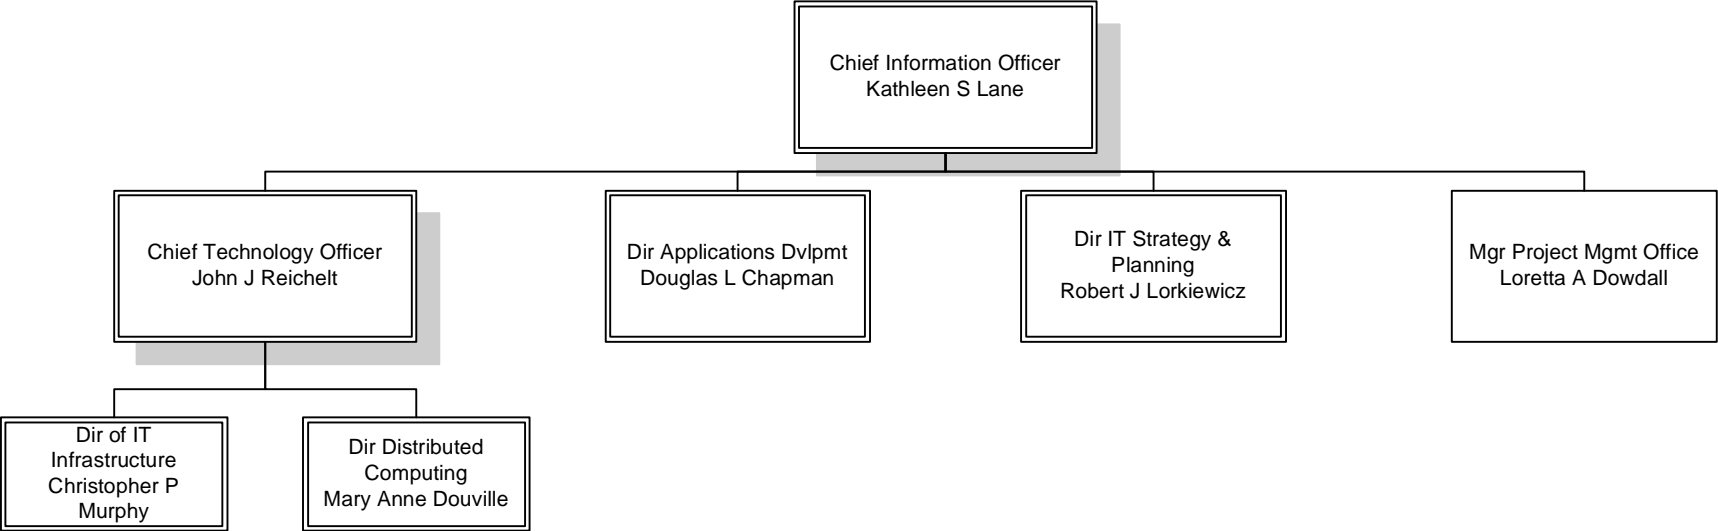 Chief Information Officer
Kathleen S Lane
Chief Technology Officer
John J Reichelt
Dir Applications Dvlpmt
Douglas L Chapman
Dir IT Strategy &
Planning
Robert J Lorkiewicz
Mgr Project Mgmt Office
Loretta A Dowdall
Dir of IT
Infrastructure
Christopher P
Murphy
Dir Distributed
Computing
Mary Anne Douville